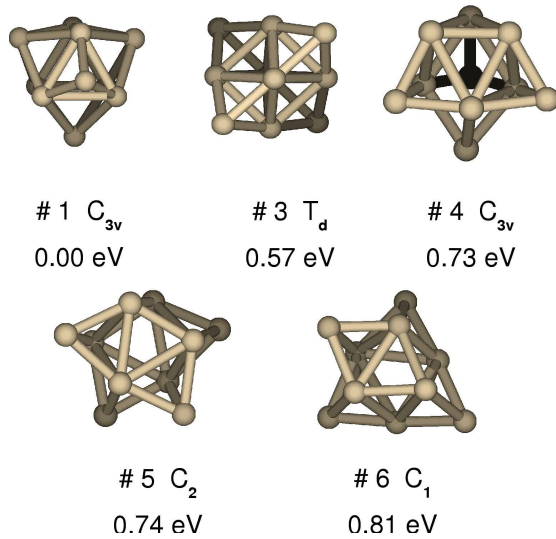 # 1 C3v # 3 Td # 4 C3v
0.00 eV 0.57 eV 0.73 eV
# 5 C2 # 6 C1
0.74 eV 0.81 eV